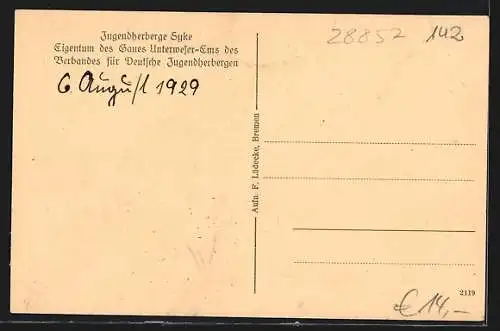 Jugendherberge Syke
Eigentum des Gaues Unterweser-Ems des
Verbandes für Deutsche Jugendherbergen
6. August 1929
28852 142
Aufn. F. Lüdecke, Bremen
2119
€ 14,-